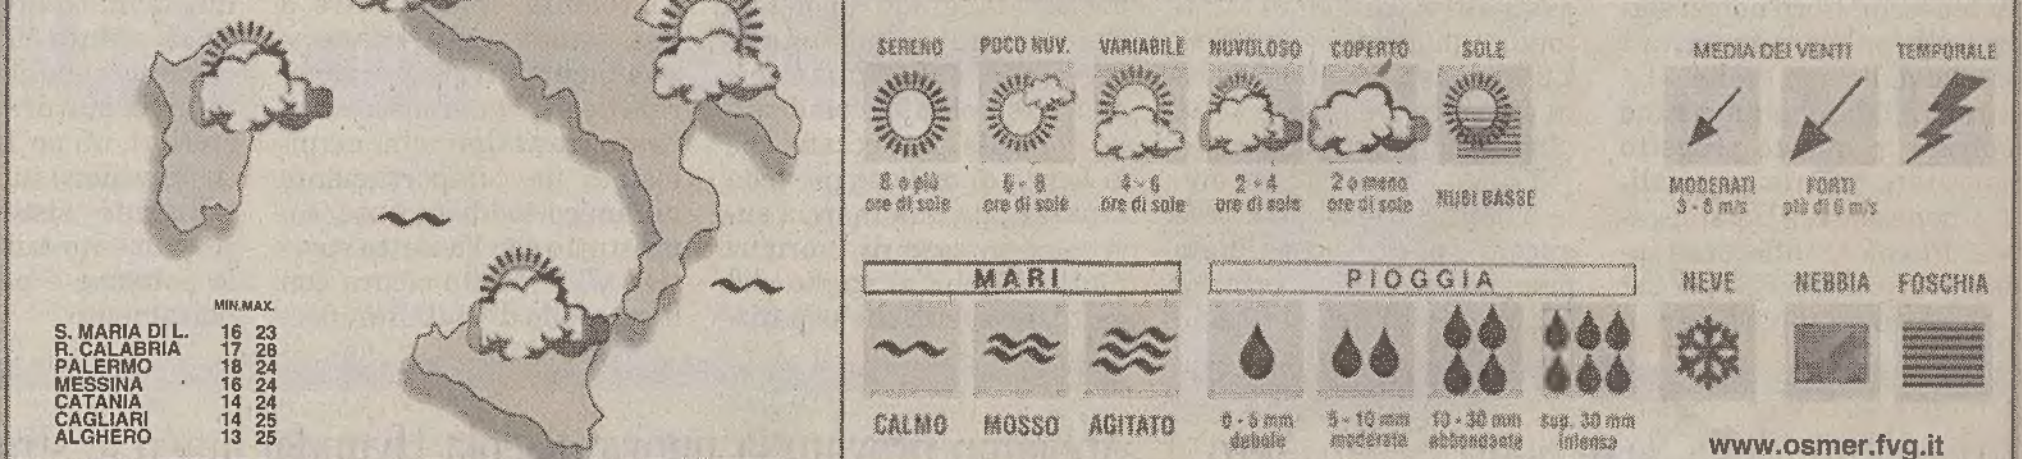 MIN. MAX.
S. MARIA DI L. 16 23
R. CALABRIA 17 26
PALERMO 18 24
MESSINA 16 24
CATANIA 14 24
CAGLIARI 14 25
ALGHERO 13 25
SERENO POCO NUV. VARIABILE NUVOLOSO COPERTO SOLE MEDIA DEI VENTI TEMPORALE
8 o più 6 - 8 4 - 6 2 - 4 2 o meno NUBI BASSE MODERATI FORTI
ore di sole ore di sole ore di sole ore di sole ore di sole 3 - 6 m/s più di 6 m/s
MARI PIOGGIA NEVE NEBBIA FOSCHIA
CALMO MOSSO AGITATO 0 - 5 mm 5 - 10 mm 10 - 30 mm sup. 30 mm
debole moderata abbondante intensa
www.osmer.fvg.it